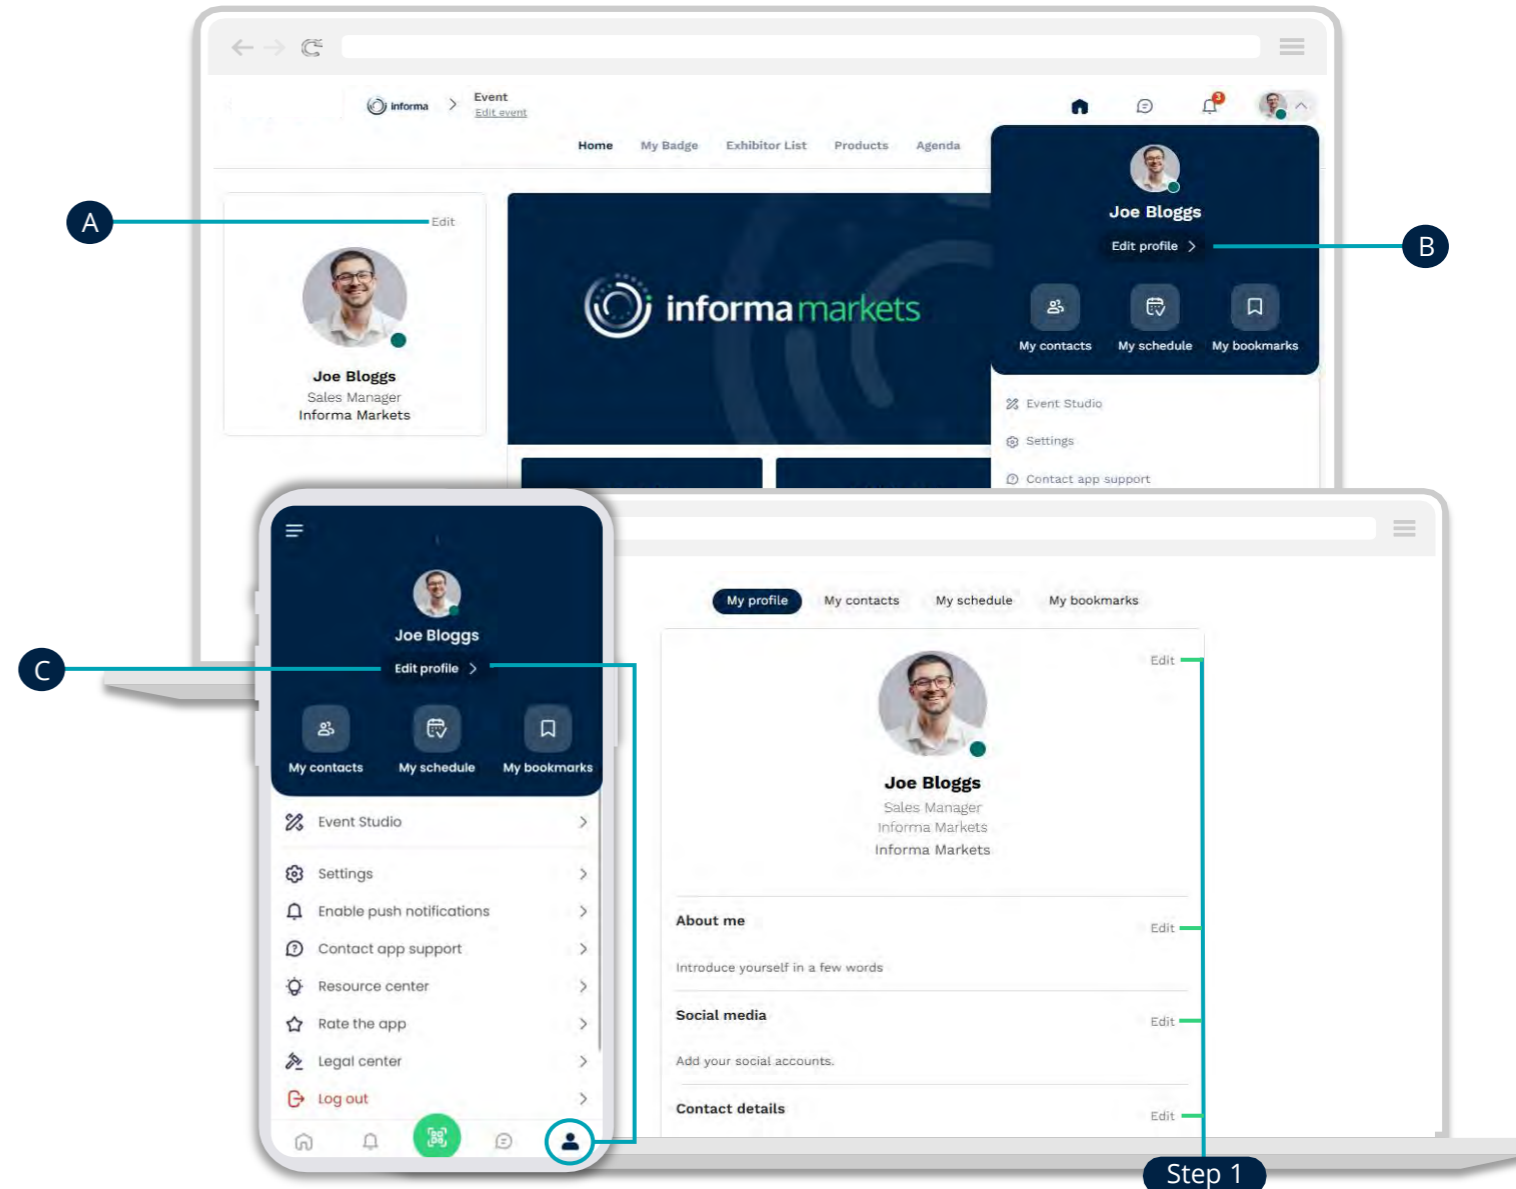 informa
Event
Edit event
3
Home My Badge Exhibitor List Products Agenda
A
Edit
Joe Bloggs
Sales Manager
Informa Markets
informa markets
Joe Bloggs
Edit profile
B
My contacts My schedule My bookmarks
Event Studio
Settings
Contact app support
C
Joe Bloggs
Edit profile
My contacts My schedule My bookmarks
Event Studio
Settings
Enable push notifications
Contact app support
Resource center
Rate the app
Legal center
Log out
My profile My contacts My schedule My bookmarks
Edit
Joe Bloggs
Sales Manager
Informa Markets
Informa Markets
About me
Edit
Introduce yourself in a few words
Social media
Edit
Add your social accounts.
Contact details
Edit
Step 1